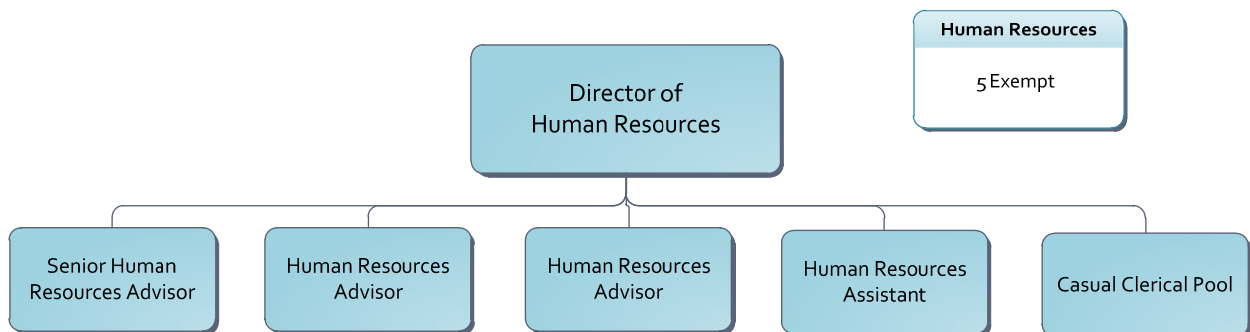 Human Resources
5 Exempt
Director of
Human Resources
Senior Human
Resources Advisor
Human Resources
Advisor
Human Resources
Advisor
Human Resources
Assistant
Casual Clerical Pool